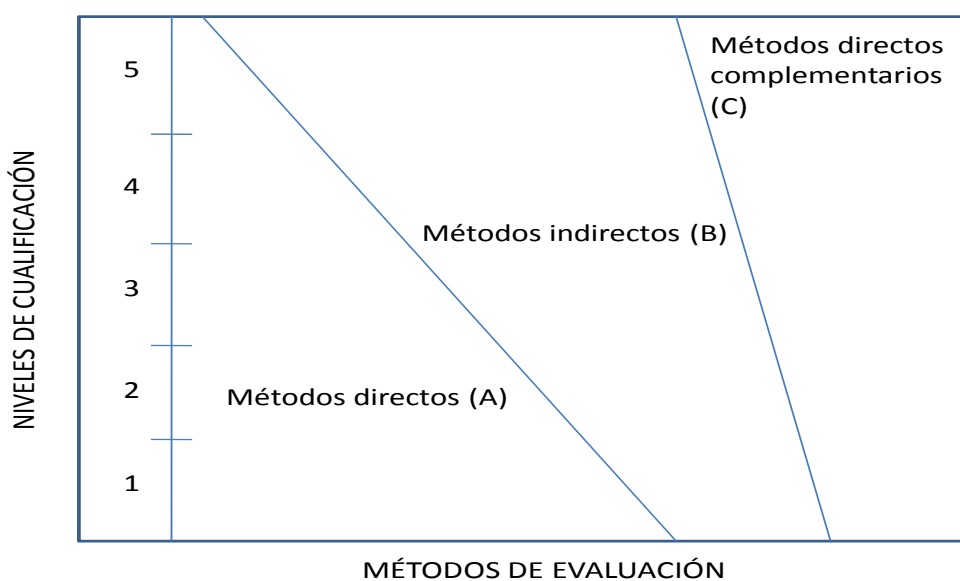 Métodos directos
complementarios
(C)
5
4
Métodos indirectos (B)
3
2
Métodos directos (A)
1
NIVELES DE CUALIFICACIÓN
MÉTODOS DE EVALUACIÓN